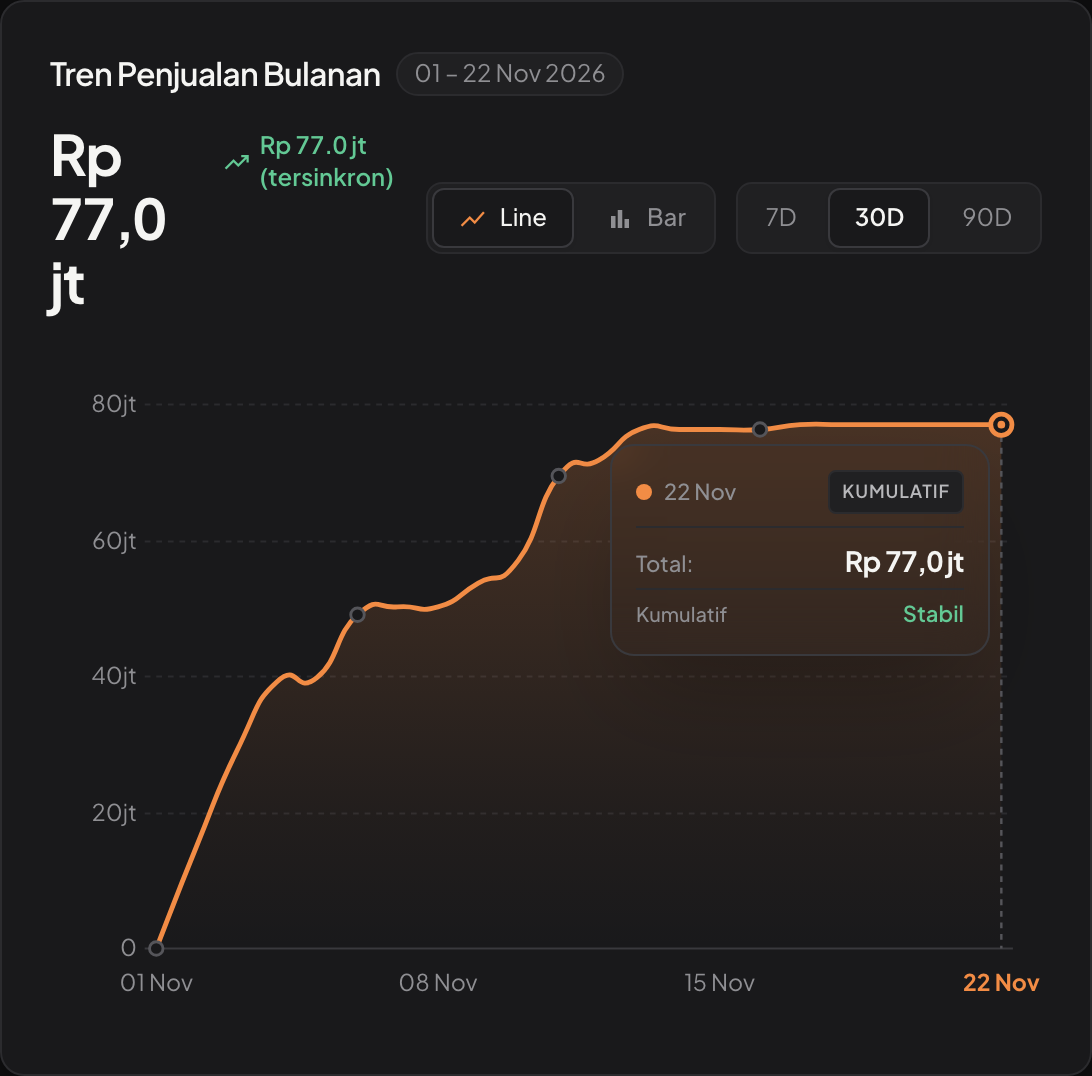 Tren Penjualan Bulanan 01 – 22 Nov 2026
Rp
77,0
jt
Rp 77.0 jt
(tersinkron)
Line Bar 7D 30D 90D
80jt
60jt
40jt
20jt
0
22 Nov KUMULATIF
Total: Rp 77,0 jt
Kumulatif Stabil
01 Nov 08 Nov 15 Nov 22 Nov